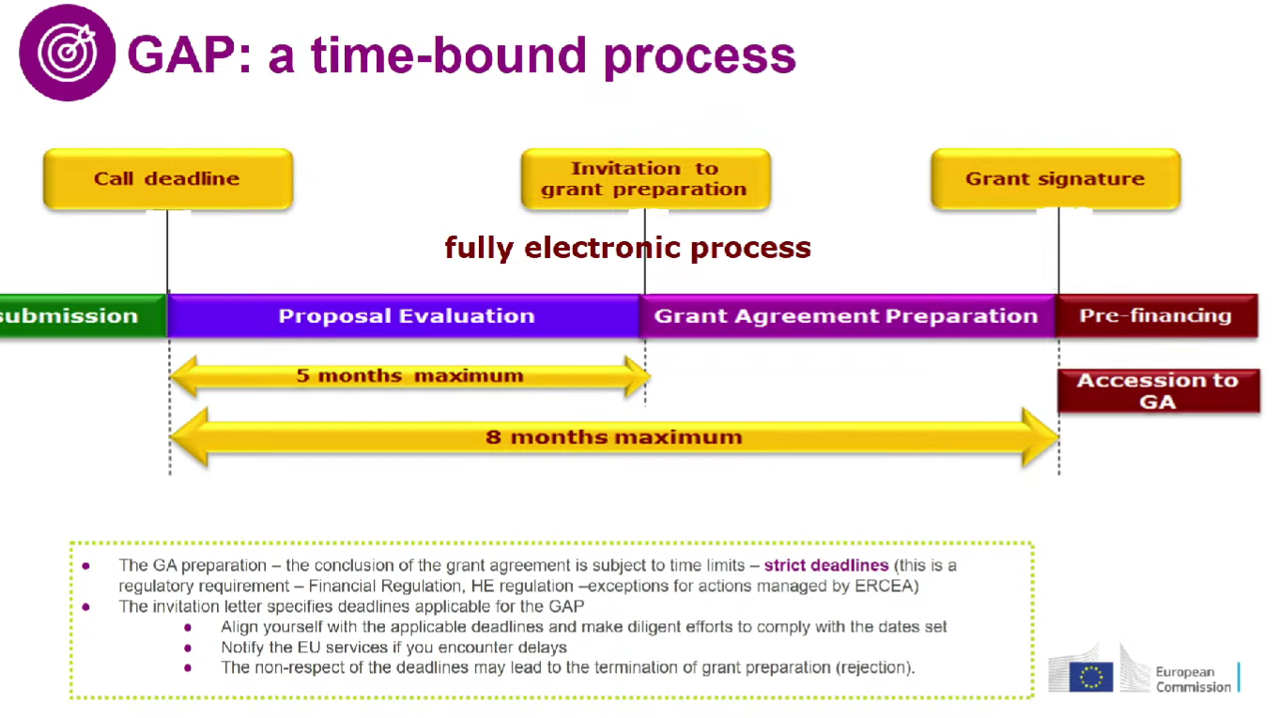 GAP: a time-bound process
Call deadline
Invitation to
grant preparation
Grant signature
fully electronic process
submission
Proposal Evaluation
Grant Agreement Preparation
Pre-financing
5 months maximum
Accession to
GA
8 months maximum
● The GA preparation – the conclusion of the grant agreement is subject to time limits – strict deadlines (this is a
regulatory requirement – Financial Regulation, HE regulation –exceptions for actions managed by ERCEA)
● The invitation letter specifies deadlines applicable for the GAP
● Align yourself with the applicable deadlines and make diligent efforts to comply with the dates set
● Notify the EU services if you encounter delays
● The non-respect of the deadlines may lead to the termination of grant preparation (rejection).
European
Commission